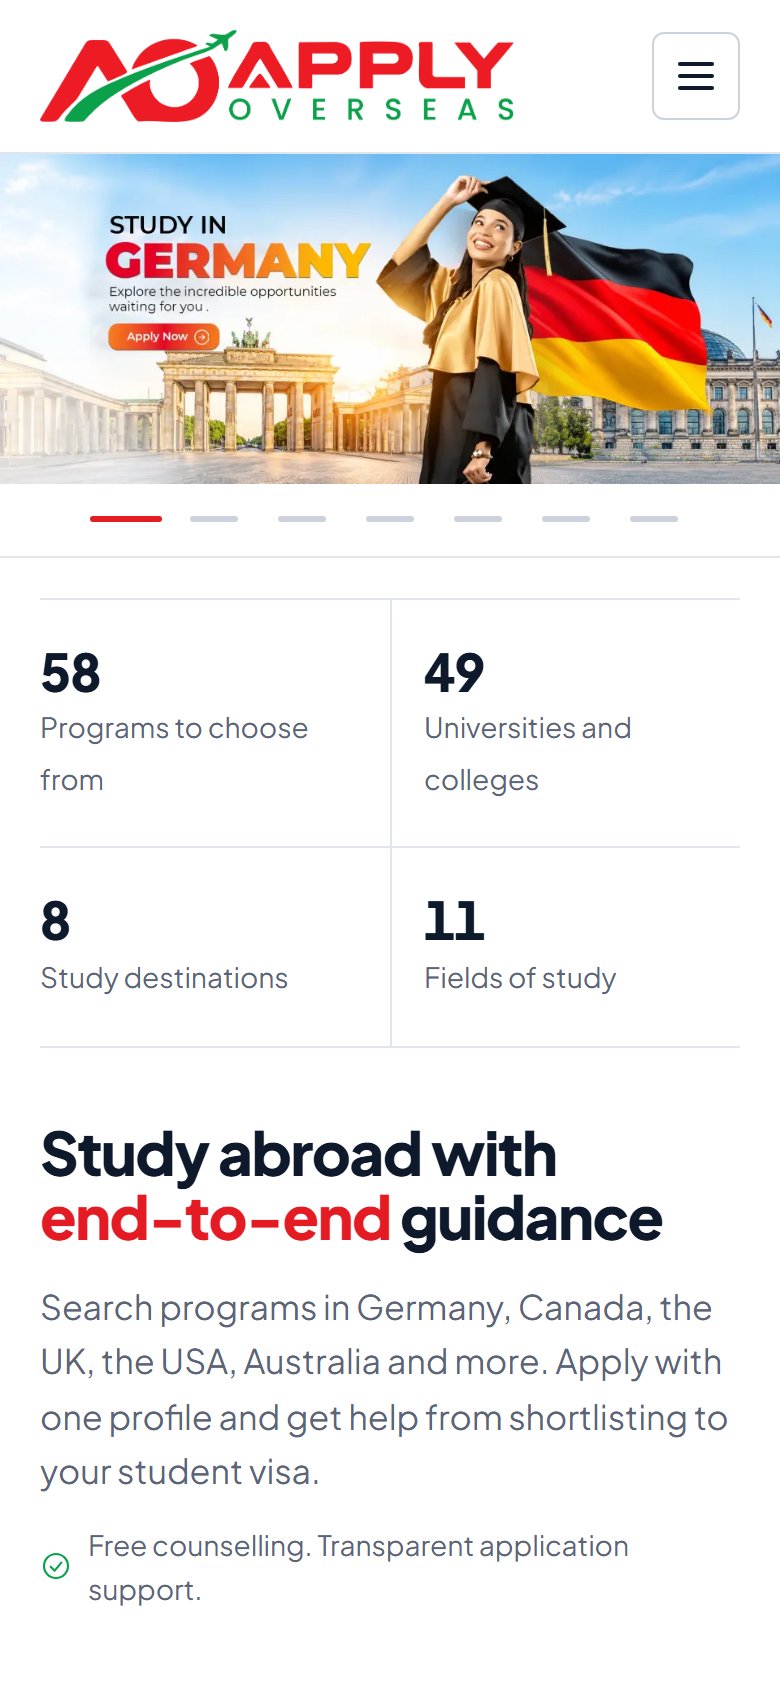 AO APPLY
OVERSEAS
STUDY IN
GERMANY
Explore the incredible opportunities
waiting for you .
Apply Now
58
Programs to choose
from
49
Universities and
colleges
8
Study destinations
11
Fields of study
Study abroad with
end-to-end guidance
Search programs in Germany, Canada, the
UK, the USA, Australia and more. Apply with
one profile and get help from shortlisting to
your student visa.
Free counselling. Transparent application
support.